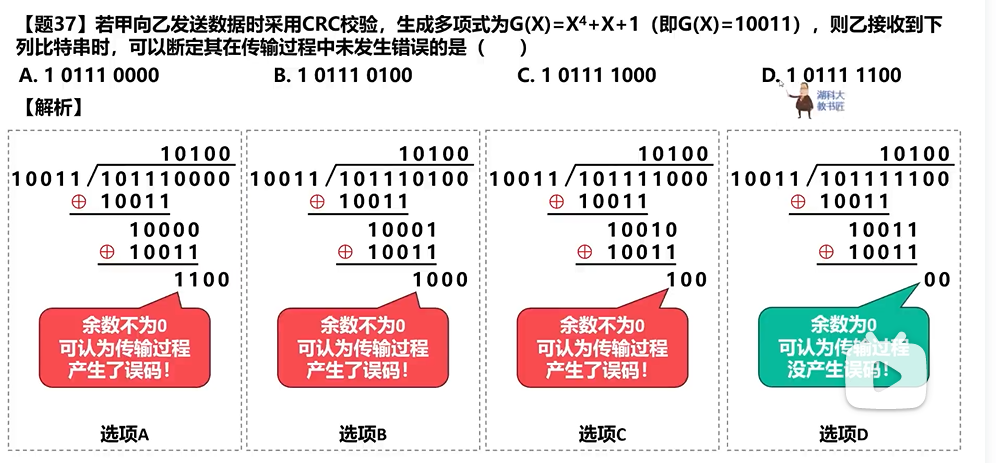 【题37】若甲向乙发送数据时采用CRC校验，生成多项式为G(X)=X⁴+X+1（即G(X)=10011），则乙接收到下
列比特串时，可以断定其在传输过程中未发生错误的是（  ）
A. 1 0111 0000 B. 1 0111 0100 C. 1 0111 1000 D. 1 0111 1100
湖科大
教书匠
【解析】
10100
10011/101110000
⊕ 10011
10000
⊕ 10011
1100
余数不为0
可认为传输过程
产生了误码！
选项A
10100
10011/101110100
⊕ 10011
10001
⊕ 10011
1000
余数不为0
可认为传输过程
产生了误码！
选项B
10100
10011/101111000
⊕ 10011
10010
⊕ 10011
100
余数不为0
可认为传输过程
产生了误码！
选项C
10100
10011/101111100
⊕ 10011
10011
⊕ 10011
00
余数为0
可认为传输过程
没产生误码！
选项D